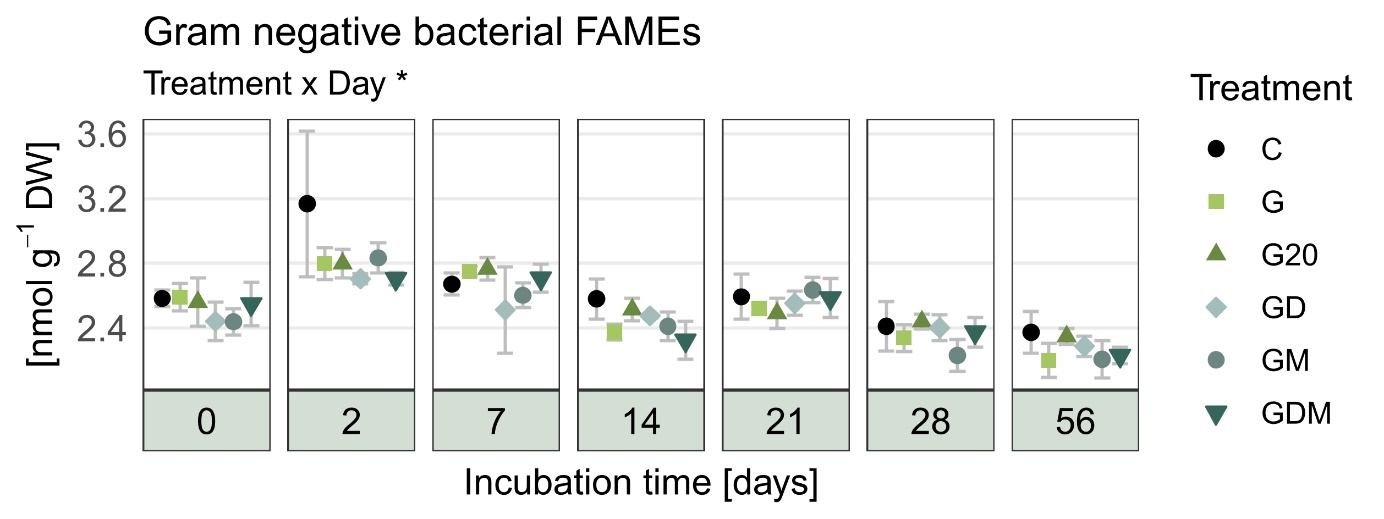 Gram negative bacterial FAMEs
Treatment x Day *
[nmol g⁻¹ DW]
3.6
3.2
2.8
2.4
0 2 7 14 21 28 56
Incubation time [days]
Treatment
C
G
G20
GD
GM
GDM